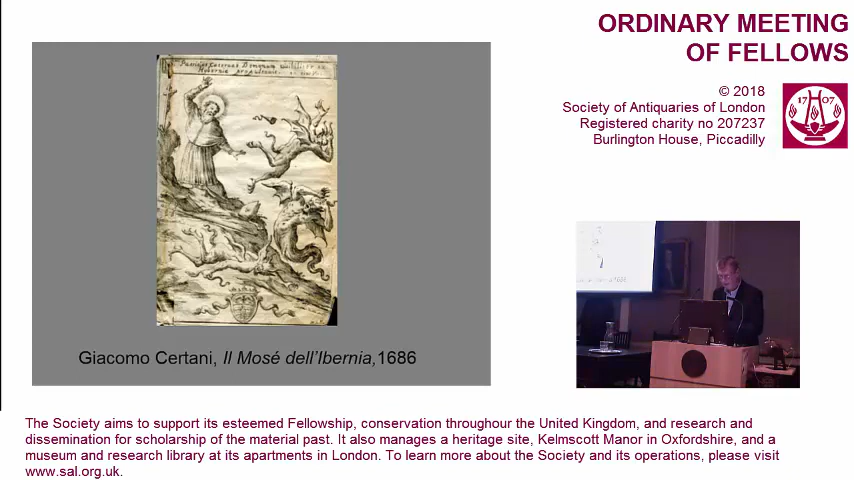 ORDINARY MEETING
OF FELLOWS
© 2018
Society of Antiquaries of London
Registered charity no 207237
Burlington House, Piccadilly
17 07
Giacomo Certani, Il Mosé dell’Ibernia,1686
The Society aims to support its esteemed Fellowship, conservation throughour the United Kingdom, and research and
dissemination for scholarship of the material past. It also manages a heritage site, Kelmscott Manor in Oxfordshire, and a
museum and research library at its apartments in London. To learn more about the Society and its operations, please visit
www.sal.org.uk.